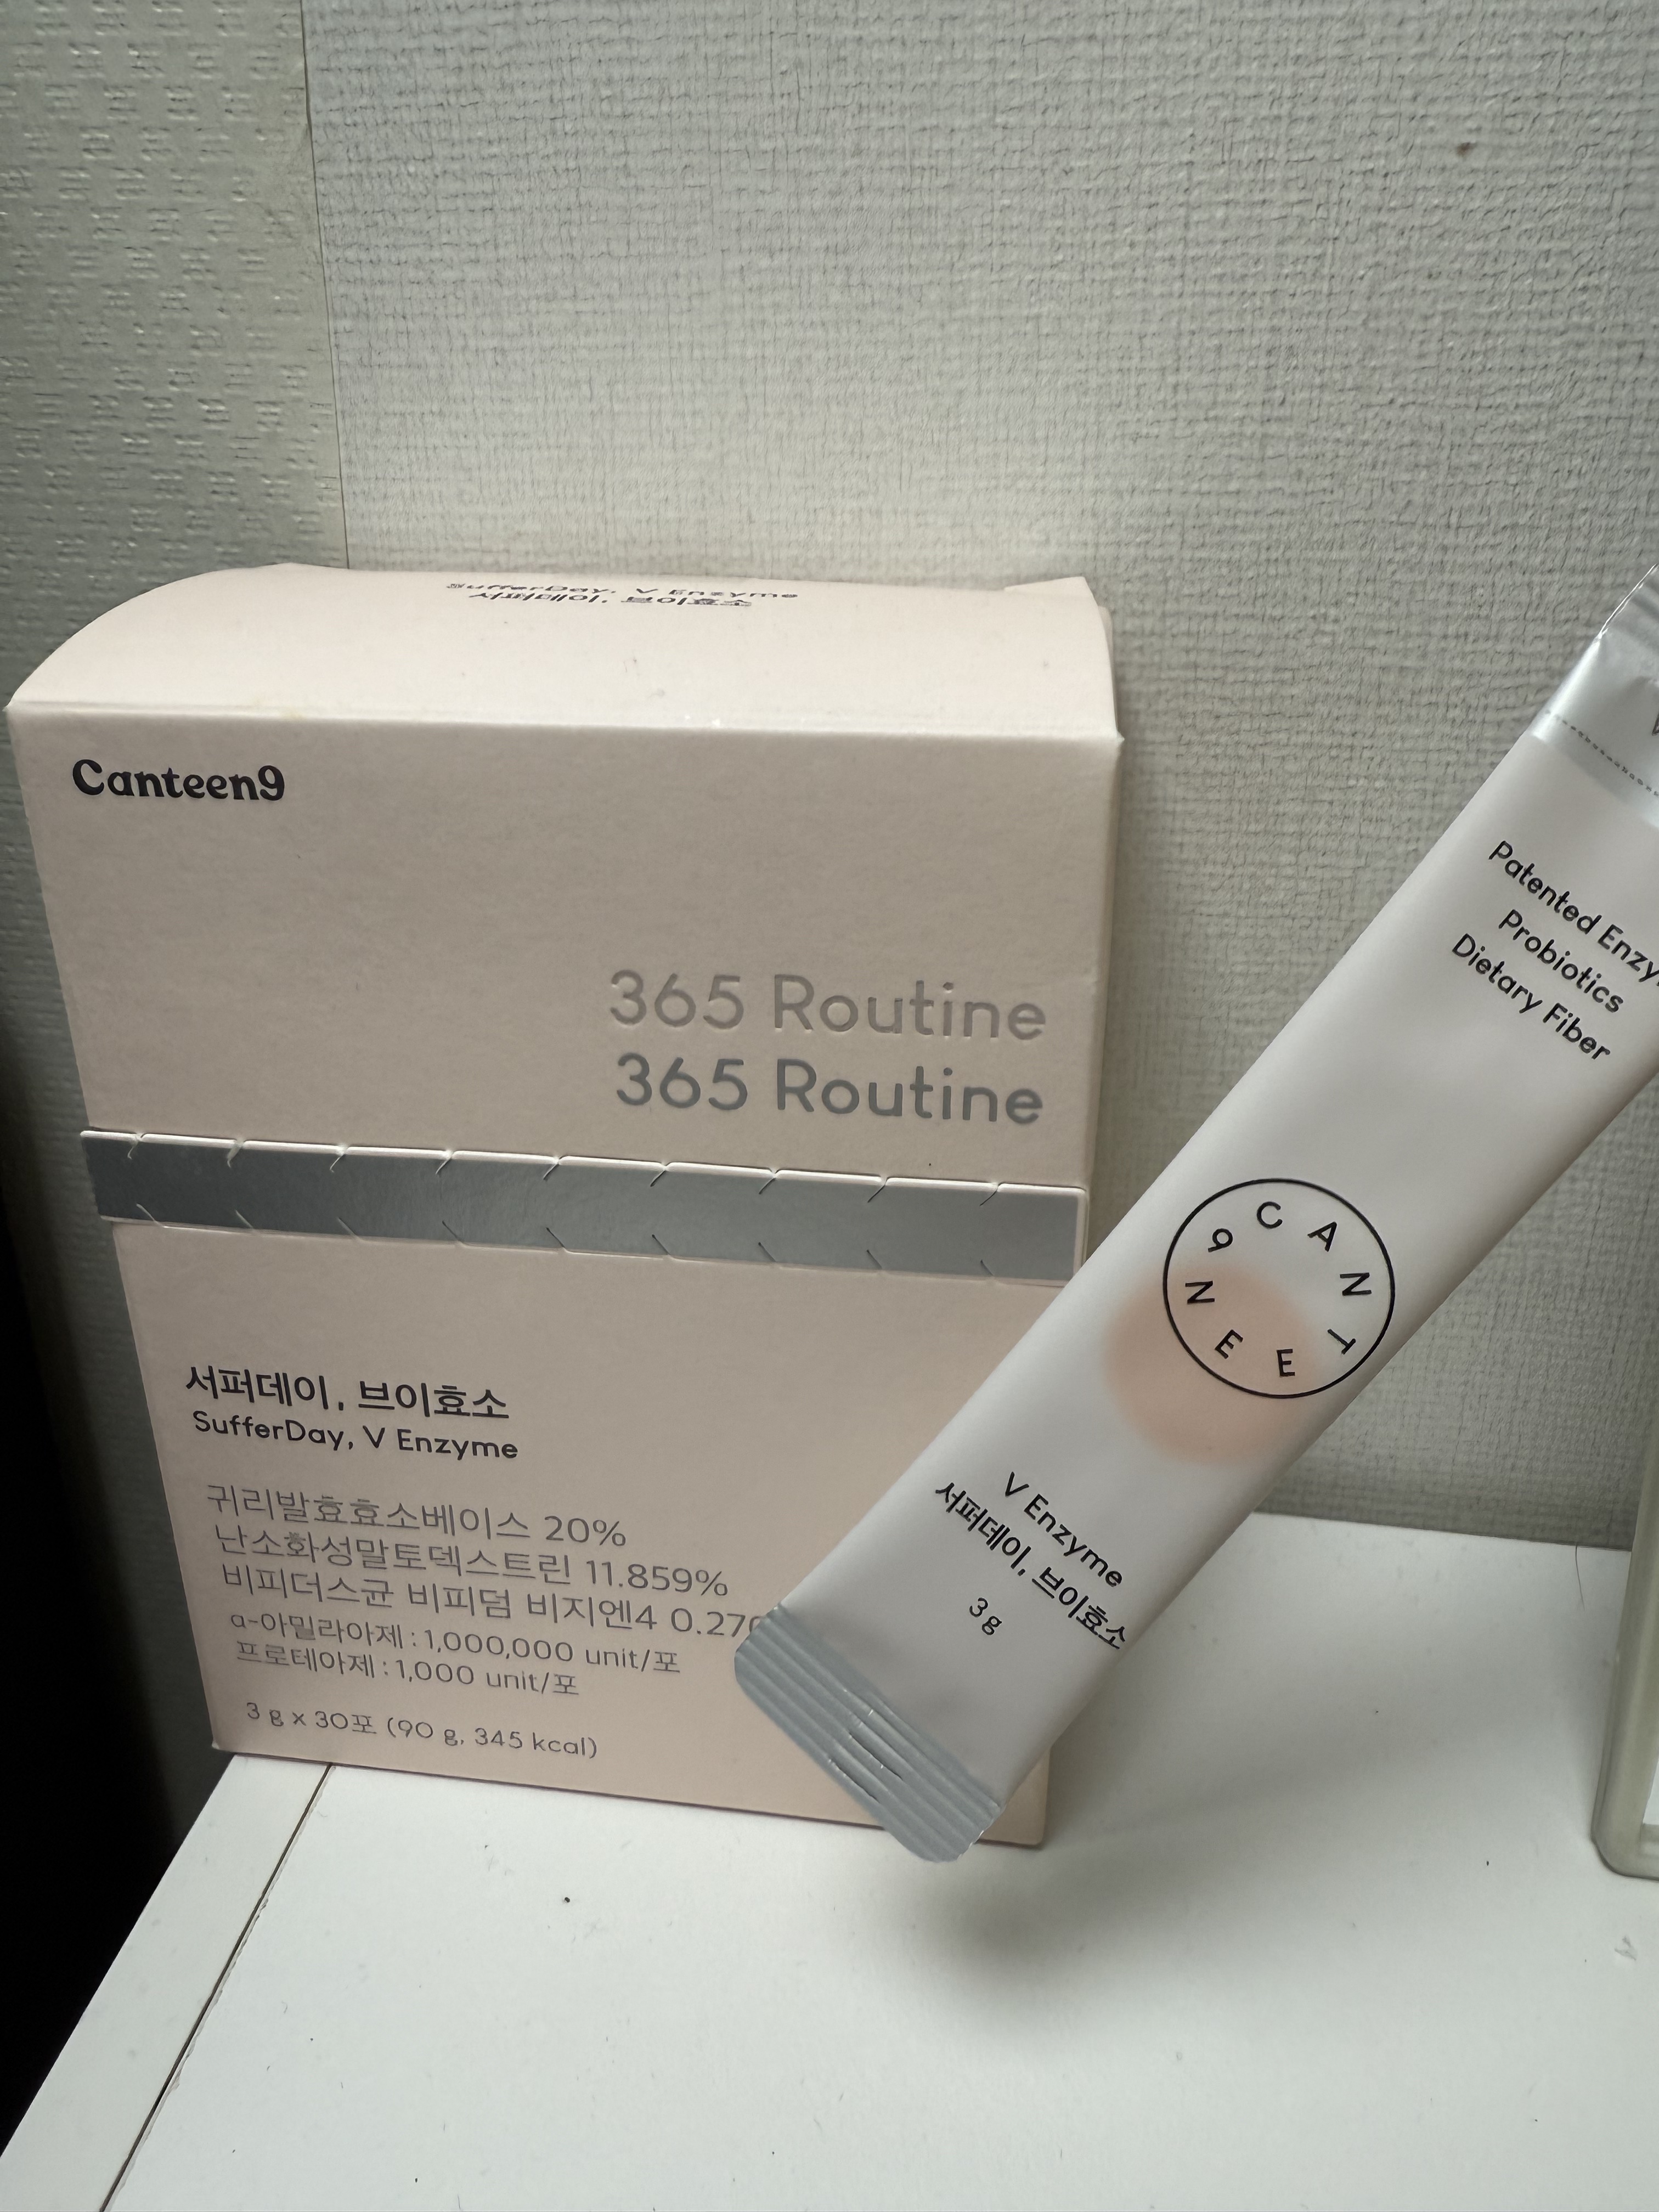 SufferDay, V Enzyme
서퍼데이, 브이효소
Canteen9
365 Routine
365 Routine
서퍼데이, 브이효소
SufferDay, V Enzyme
귀리발효효소베이스 20%
난소화성말토덱스트린 11.859%
비피더스균 비피덤 비지엔4
α-아밀라아제 : 1,000,000 unit/포
프로테아제 : 1,000 unit/포
3 g x 30포 (90 g, 345 kcal)
Patented
Probiotics
Dietary Fiber
CANTEEN9
V Enzyme
서퍼데이, 브이효소
3 g